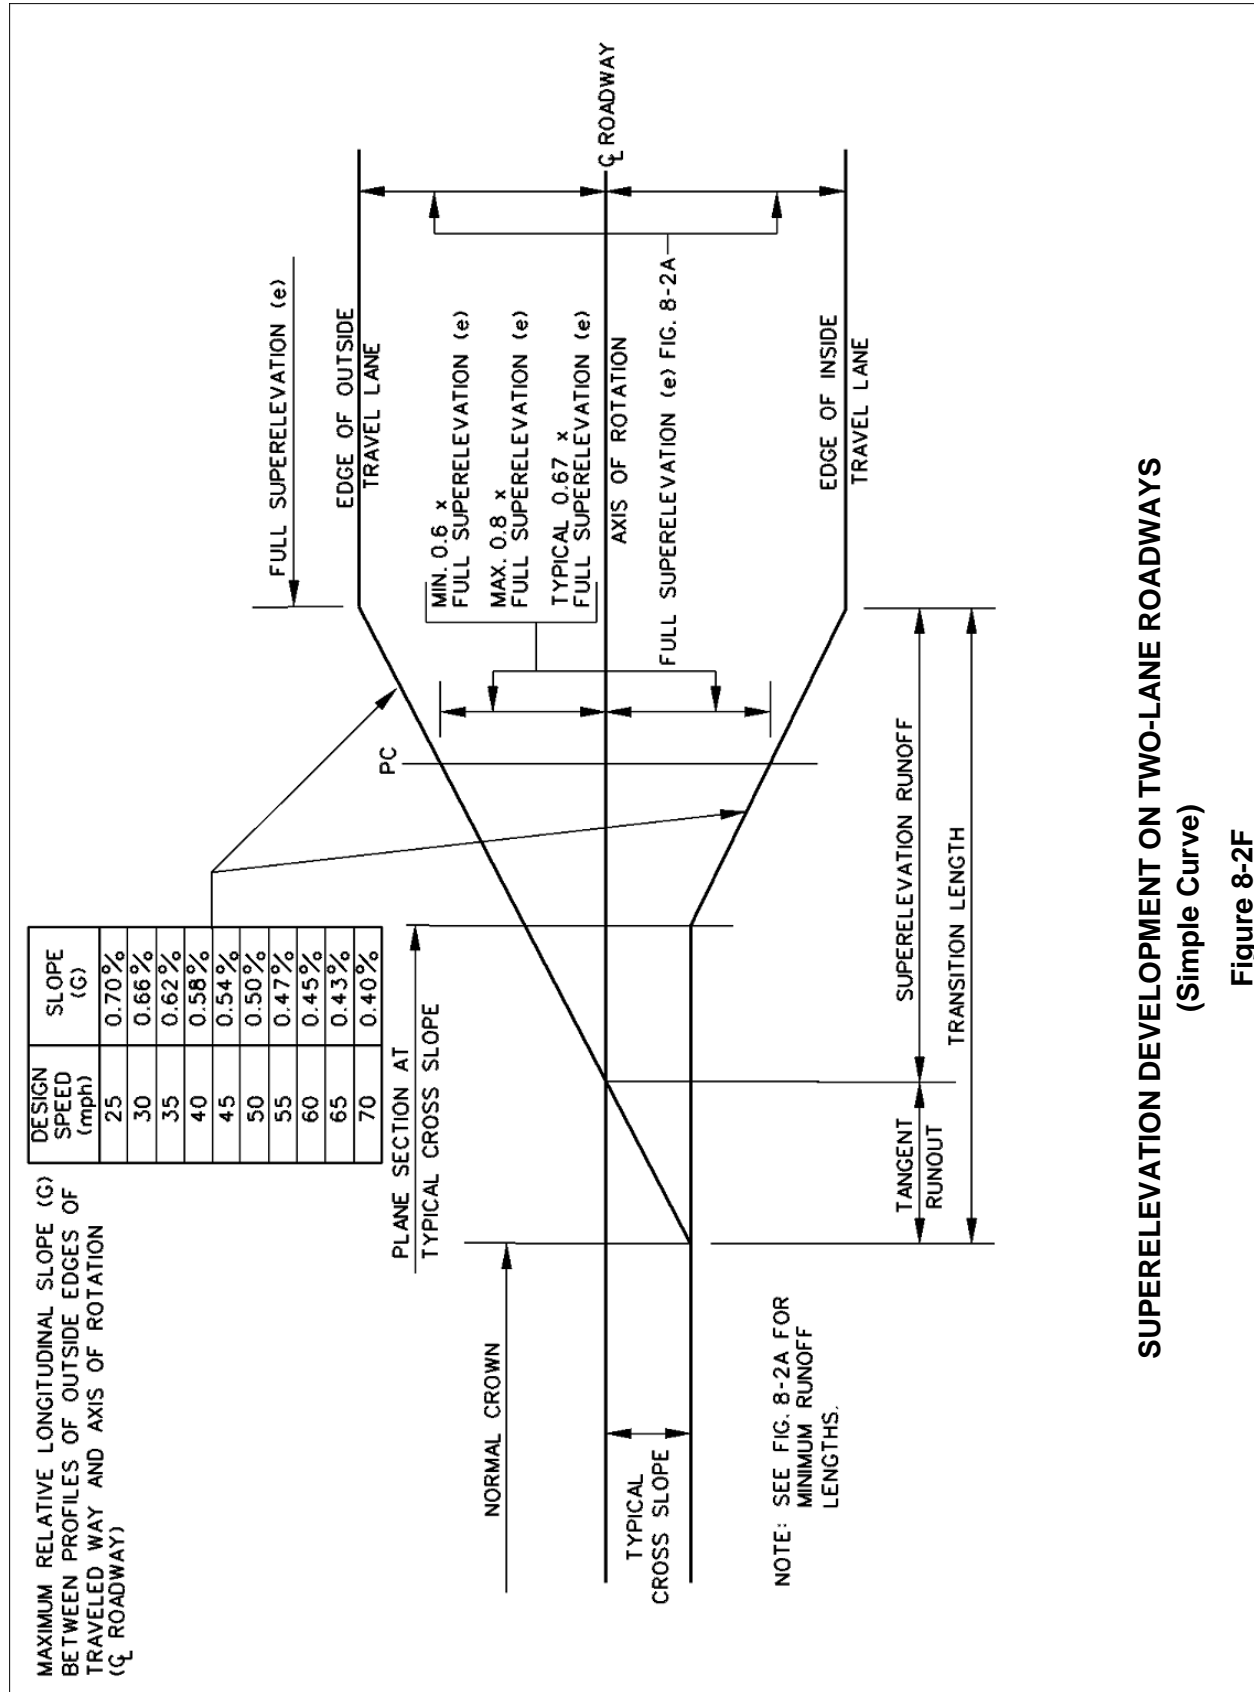 MAXIMUM RELATIVE LONGITUDINAL SLOPE (G)
BETWEEN PROFILES OF OUTSIDE EDGES OF
TRAVELED WAY AND AXIS OF ROTATION
(℄ ROADWAY)
DESIGN
SPEED
(mph)
SLOPE
(G)
25 0.70%
30 0.66%
35 0.62%
40 0.58%
45 0.54%
50 0.50%
55 0.47%
60 0.45%
65 0.43%
70 0.40%
FULL SUPERELEVATION (e)
EDGE OF OUTSIDE
TRAVEL LANE
PLANE SECTION AT
TYPICAL CROSS SLOPE
PC
MIN. 0.6 x
FULL SUPERELEVATION (e)
MAX. 0.8 x
FULL SUPERELEVATION (e)
TYPICAL 0.67 x
FULL SUPERELEVATION (e)
NORMAL CROWN
℄ ROADWAY
AXIS OF ROTATION
FULL SUPERELEVATION (e) FIG. 8-2A
TYPICAL
CROSS SLOPE
EDGE OF INSIDE
TRAVEL LANE
NOTE: SEE FIG. 8-2A FOR
MINIMUM RUNOFF
LENGTHS.
TANGENT
RUNOUT
SUPERELEVATION RUNOFF
TRANSITION LENGTH
SUPERELEVATION DEVELOPMENT ON TWO-LANE ROADWAYS
(Simple Curve)
Figure 8-2F